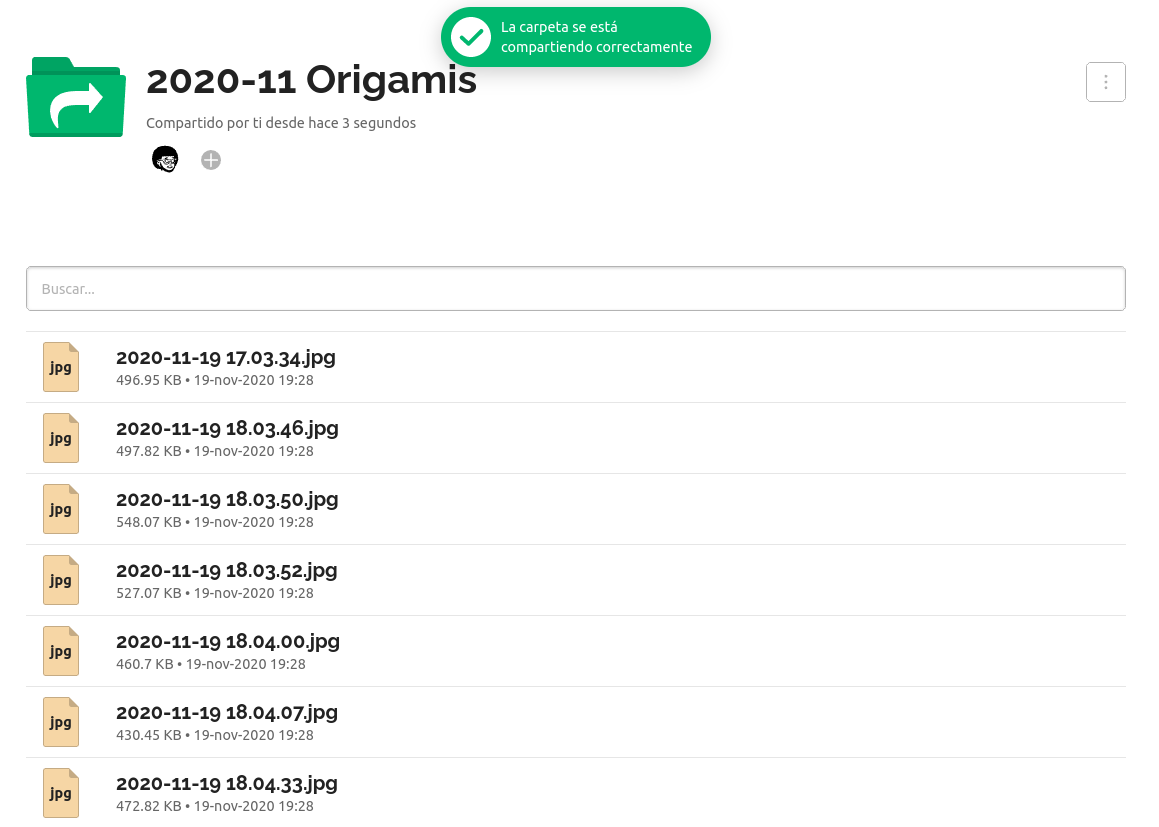 La carpeta se está
compartiendo correctamente
2020-11 Origamis
Compartido por ti desde hace 3 segundos
Buscar...
jpg
2020-11-19 17.03.34.jpg
496.95 KB • 19-nov-2020 19:28
jpg
2020-11-19 18.03.46.jpg
497.82 KB • 19-nov-2020 19:28
jpg
2020-11-19 18.03.50.jpg
548.07 KB • 19-nov-2020 19:28
jpg
2020-11-19 18.03.52.jpg
527.07 KB • 19-nov-2020 19:28
jpg
2020-11-19 18.04.00.jpg
460.7 KB • 19-nov-2020 19:28
jpg
2020-11-19 18.04.07.jpg
430.45 KB • 19-nov-2020 19:28
jpg
2020-11-19 18.04.33.jpg
472.82 KB • 19-nov-2020 19:28